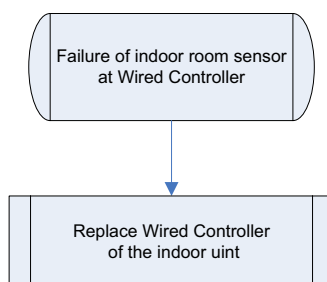 Failure of indoor room sensor
at Wired Controller
Replace Wired Controller
of the indoor uint